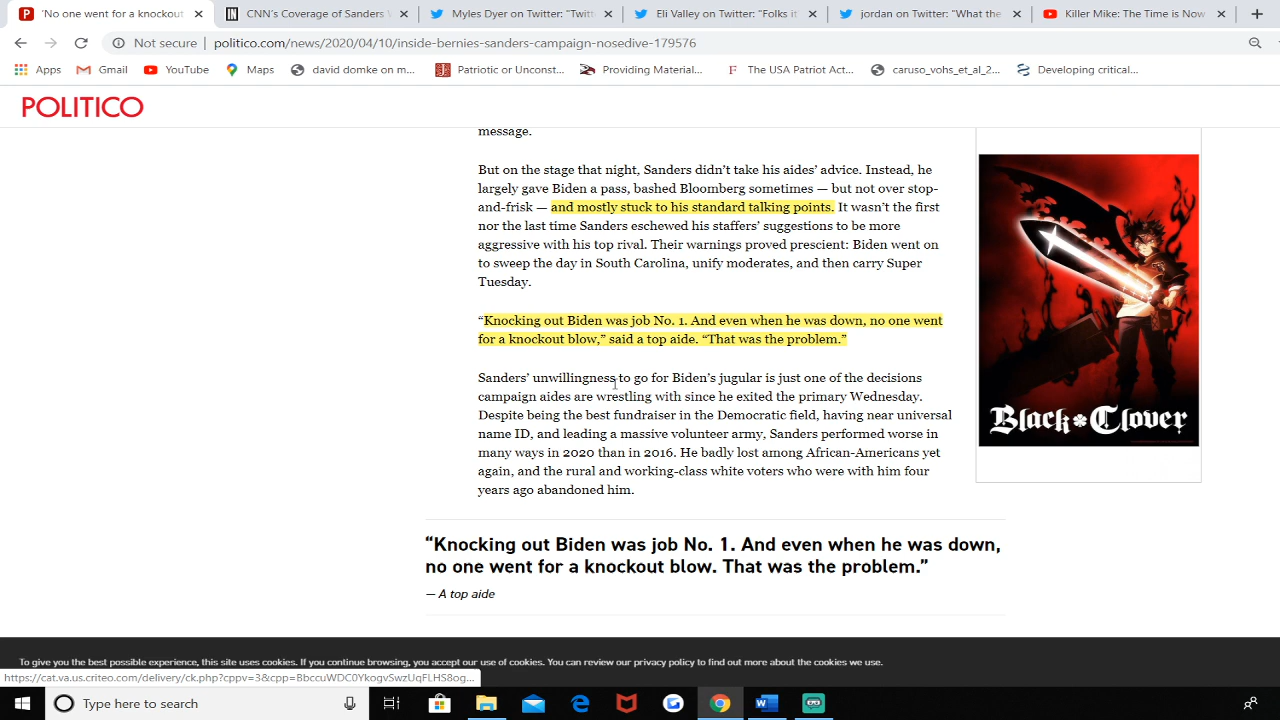 'No one went for a knockout
CNN's Coverage of Sanders W
Myles Dyer on Twitter: "Twitt
Eli Valley on Twitter: "Folks it
jordan on Twitter: "What the
Killer Mike: The Time is Now
Not secure | politico.com/news/2020/04/10/inside-bernies-sanders-campaign-nosedive-179576
Apps
Gmail
YouTube
Maps
david domke on m...
Patriotic or Unconst...
Providing Material...
The USA Patriot Act...
caruso_vohs_et_al_2...
Developing critical...
POLITICO
message.
But on the stage that night, Sanders didn't take his aides' advice. Instead, he
largely gave Biden a pass, bashed Bloomberg sometimes — but not over stop-
and-frisk — and mostly stuck to his standard talking points. It wasn't the first
nor the last time Sanders eschewed his staffers' suggestions to be more
aggressive with his top rival. Their warnings proved prescient: Biden went on
to sweep the day in South Carolina, unify moderates, and then carry Super
Tuesday.
“Knocking out Biden was job No. 1. And even when he was down, no one went
for a knockout blow,” said a top aide. “That was the problem.”
Sanders' unwillingness to go for Biden's jugular is just one of the decisions
campaign aides are wrestling with since he exited the primary Wednesday.
Despite being the best fundraiser in the Democratic field, having near universal
name ID, and leading a massive volunteer army, Sanders performed worse in
many ways in 2020 than in 2016. He badly lost among African-Americans yet
again, and the rural and working-class white voters who were with him four
years ago abandoned him.
Black Clover
“Knocking out Biden was job No. 1. And even when he was down,
no one went for a knockout blow. That was the problem.”
— A top aide
To give you the best possible experience, this site uses cookies. If you continue browsing, you accept our use of cookies. You can review our privacy policy to find out more about the cookies we use.
https://cat.va.us.criteo.com/delivery/ck.php?cppv=3&cpp=BbccuWDC0YkogvSwzUqFLHS8og...
Type here to search